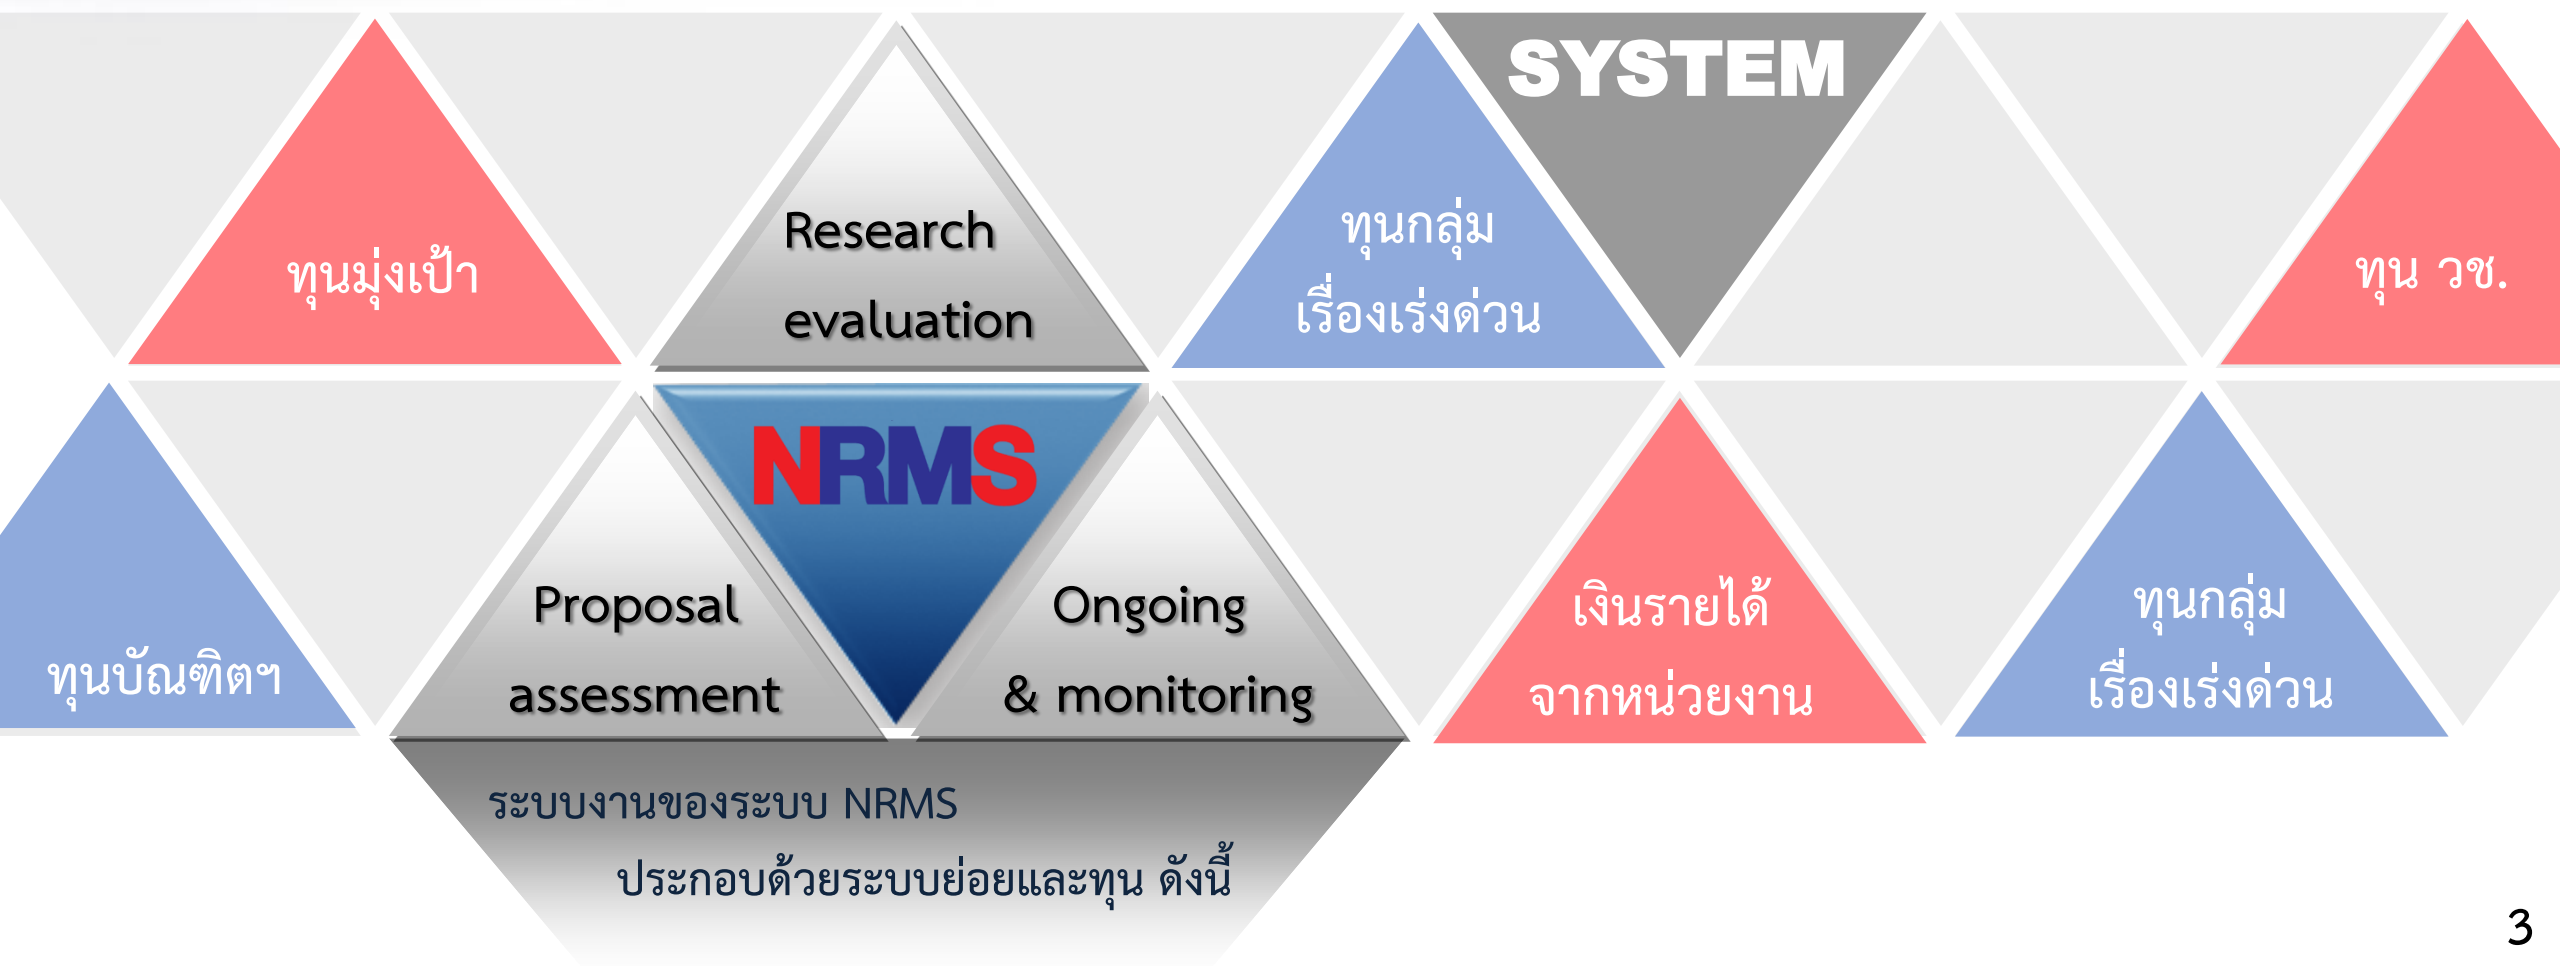 SYSTEM
ทุนมุ่งเป้า
Research
evaluation
ทุนกลุ่ม
เรื่องเร่งด่วน
ทุน วช.
NRMS
ทุนบัณฑิตฯ
Proposal
assessment
Ongoing
& monitoring
เงินรายได้
จากหน่วยงาน
ทุนกลุ่ม
เรื่องเร่งด่วน
ระบบงานของระบบ NRMS
ประกอบด้วยระบบย่อยและทุน ดังนี้
3